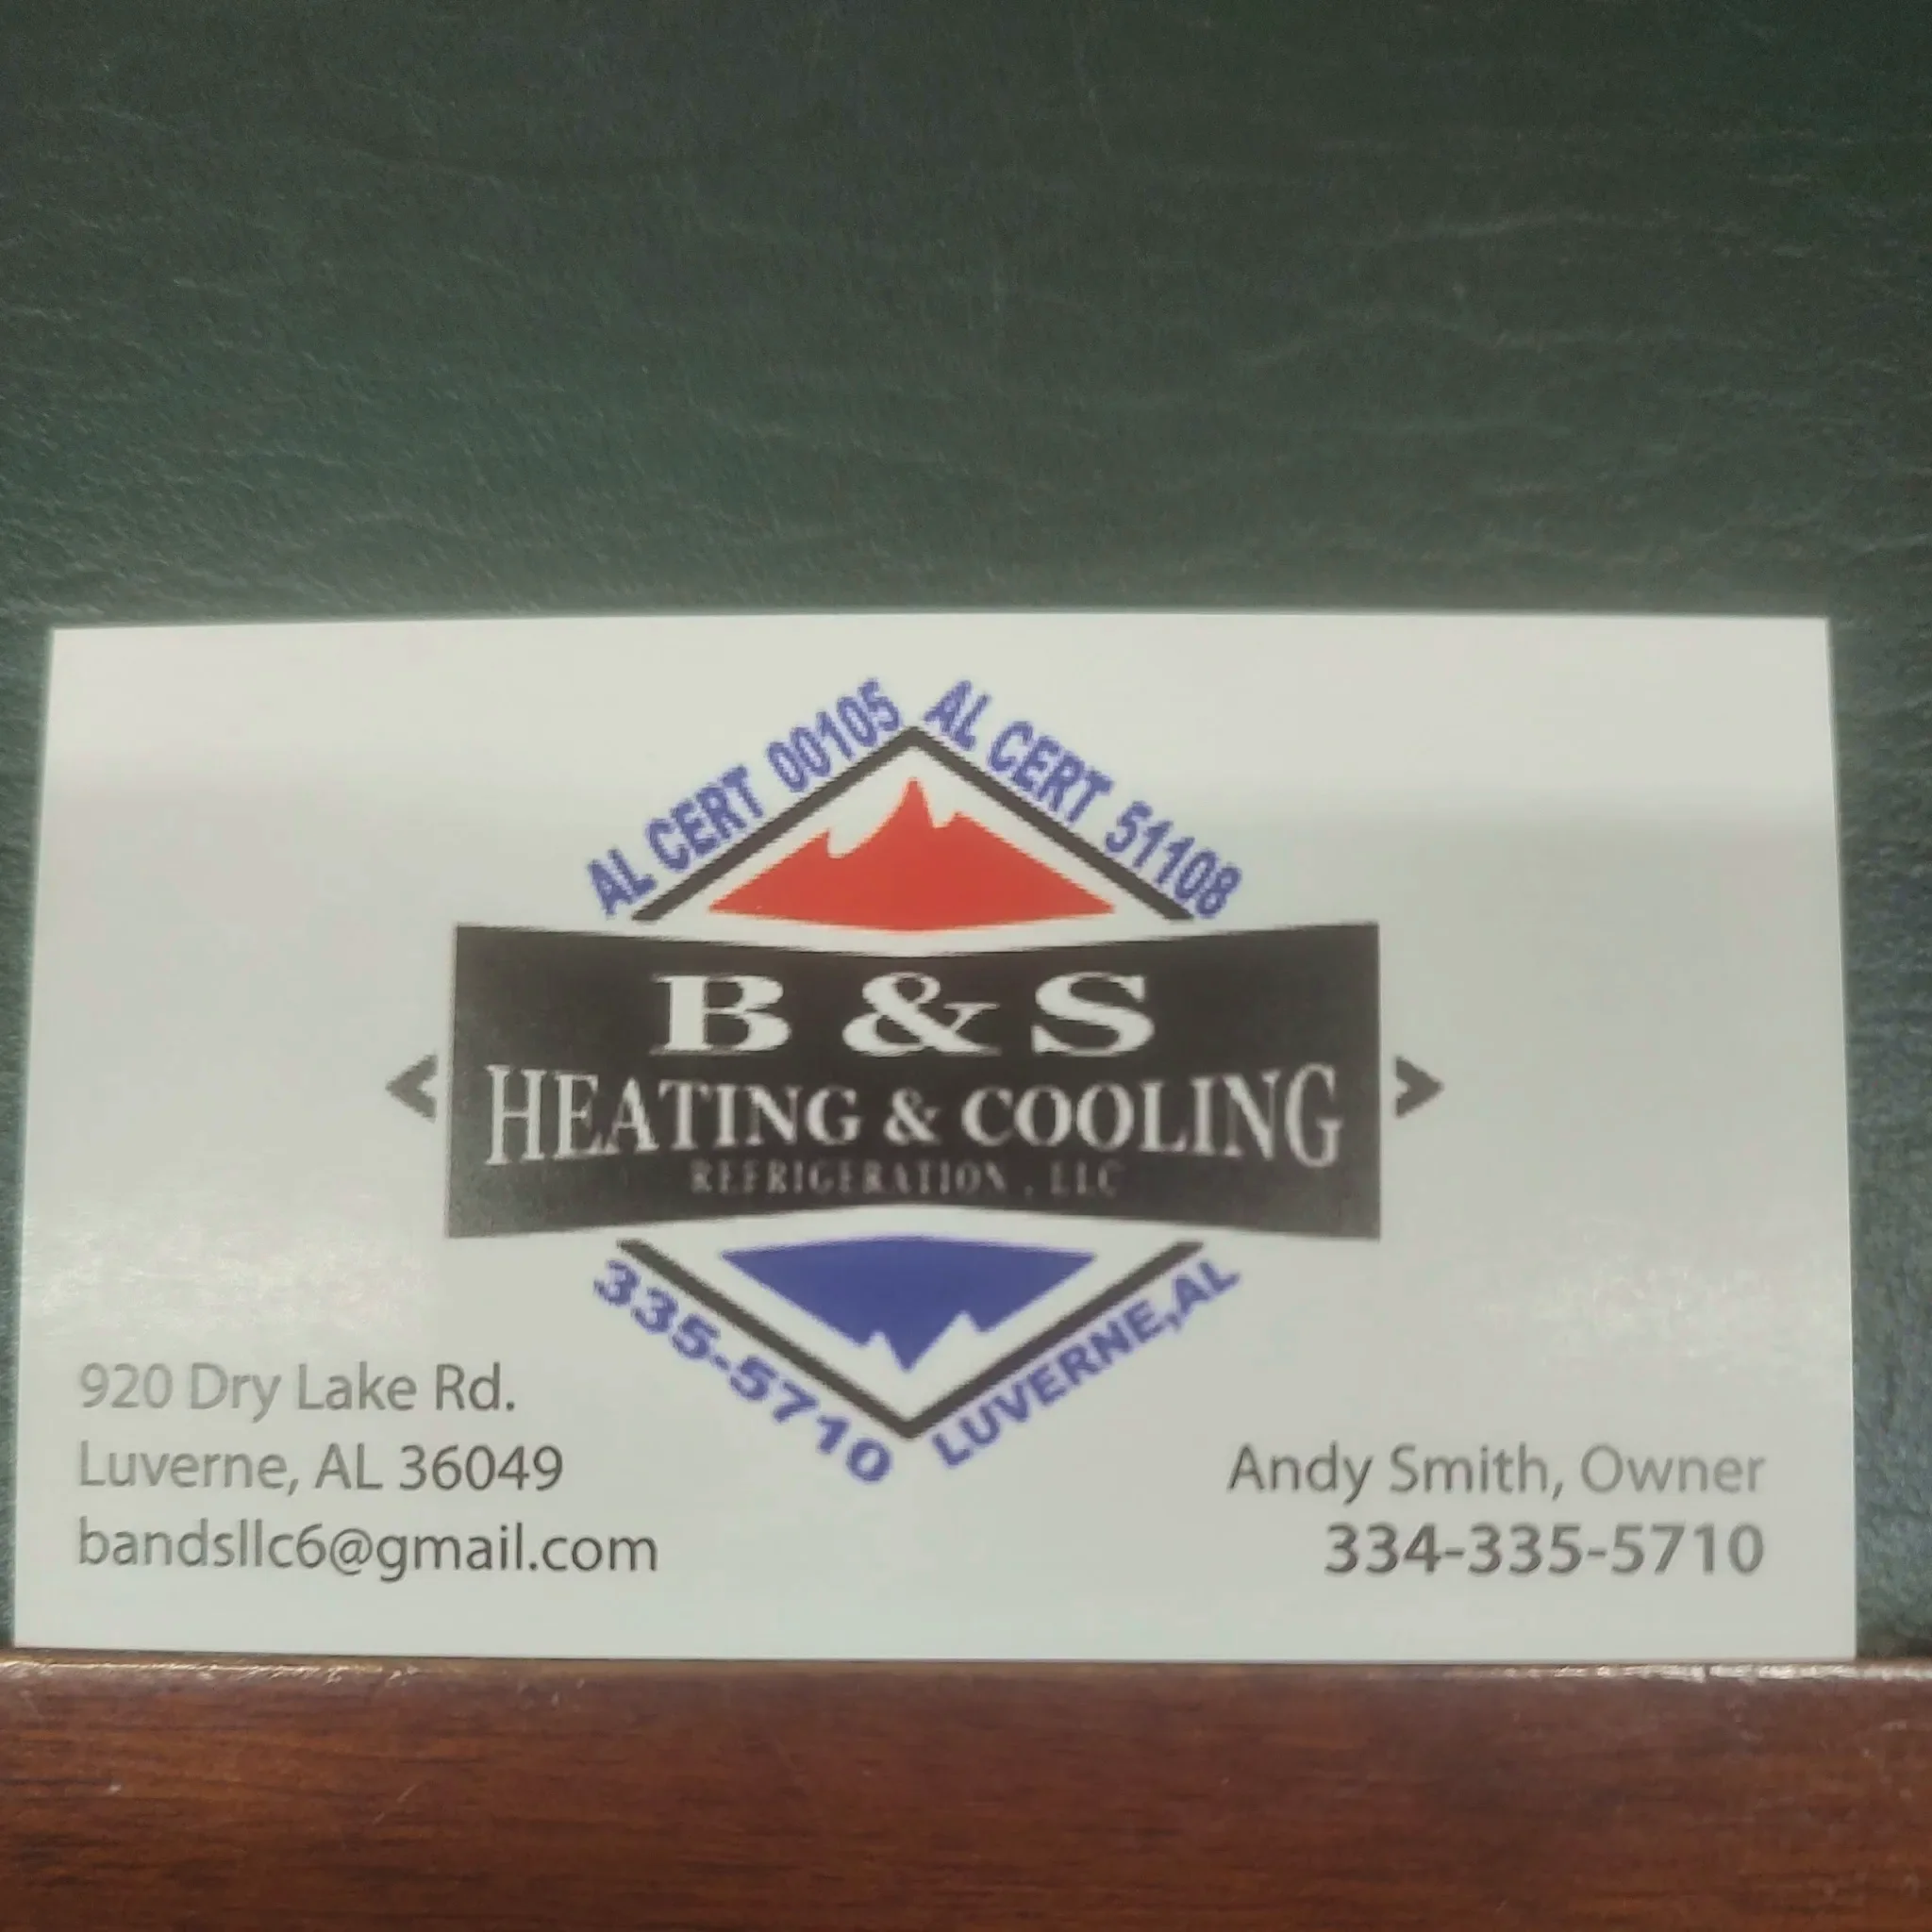 AL CERT 00105
AL CERT 51108
B & S
HEATING & COOLING
REFRIGERATION, LLC
335-5710
LUVERNE,AL
920 Dry Lake Rd.
Luverne, AL 36049
bandsllc6@gmail.com
Andy Smith, Owner
334-335-5710